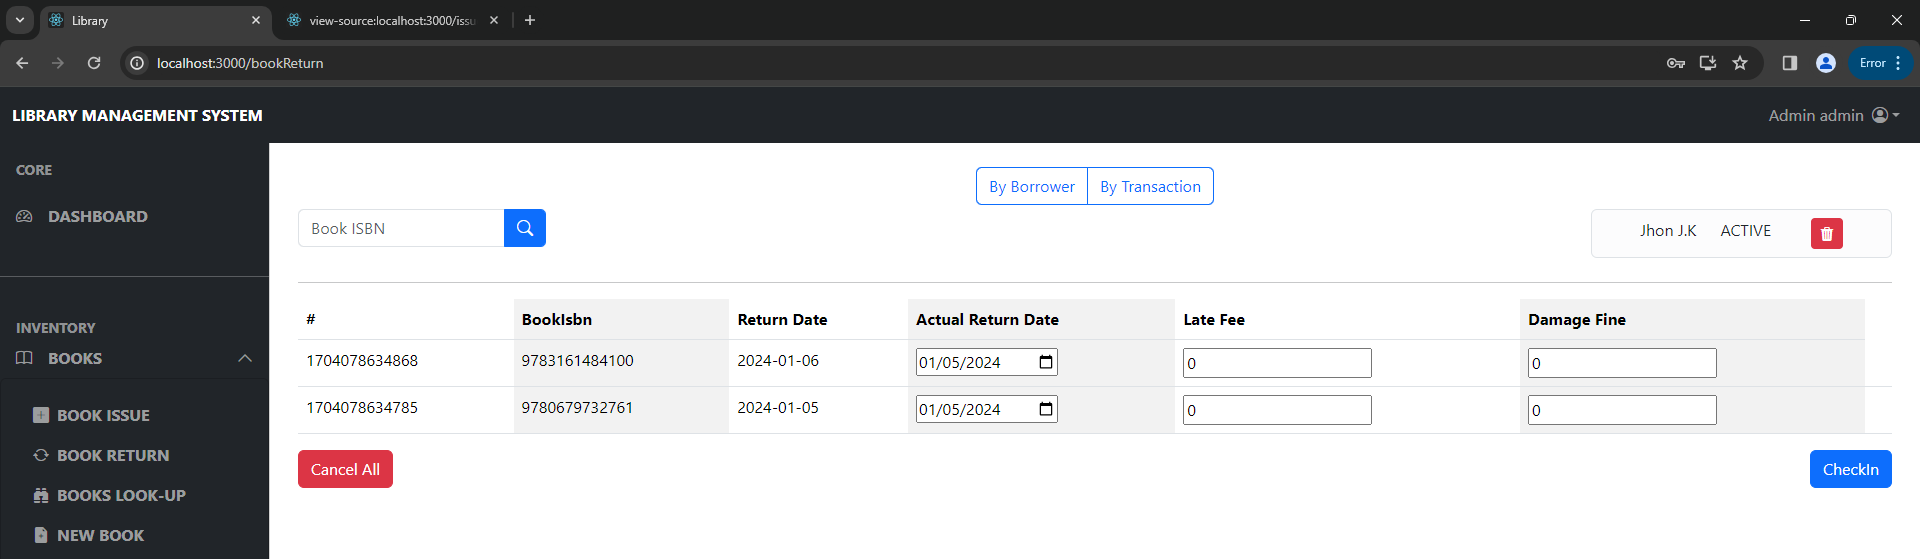 Library
view-source:localhost:3000/issu
localhost:3000/bookReturn
Error
LIBRARY MANAGEMENT SYSTEM
Admin admin
CORE
DASHBOARD
INVENTORY
BOOKS
BOOK ISSUE
BOOK RETURN
BOOKS LOOK-UP
NEW BOOK
By Borrower By Transaction
Book ISBN
Jhon J.K ACTIVE
# BookIsbn Return Date Actual Return Date Late Fee Damage Fine
1704078634868 9783161484100 2024-01-06 01/05/2024 0 0
1704078634785 9780679732761 2024-01-05 01/05/2024 0 0
Cancel All CheckIn